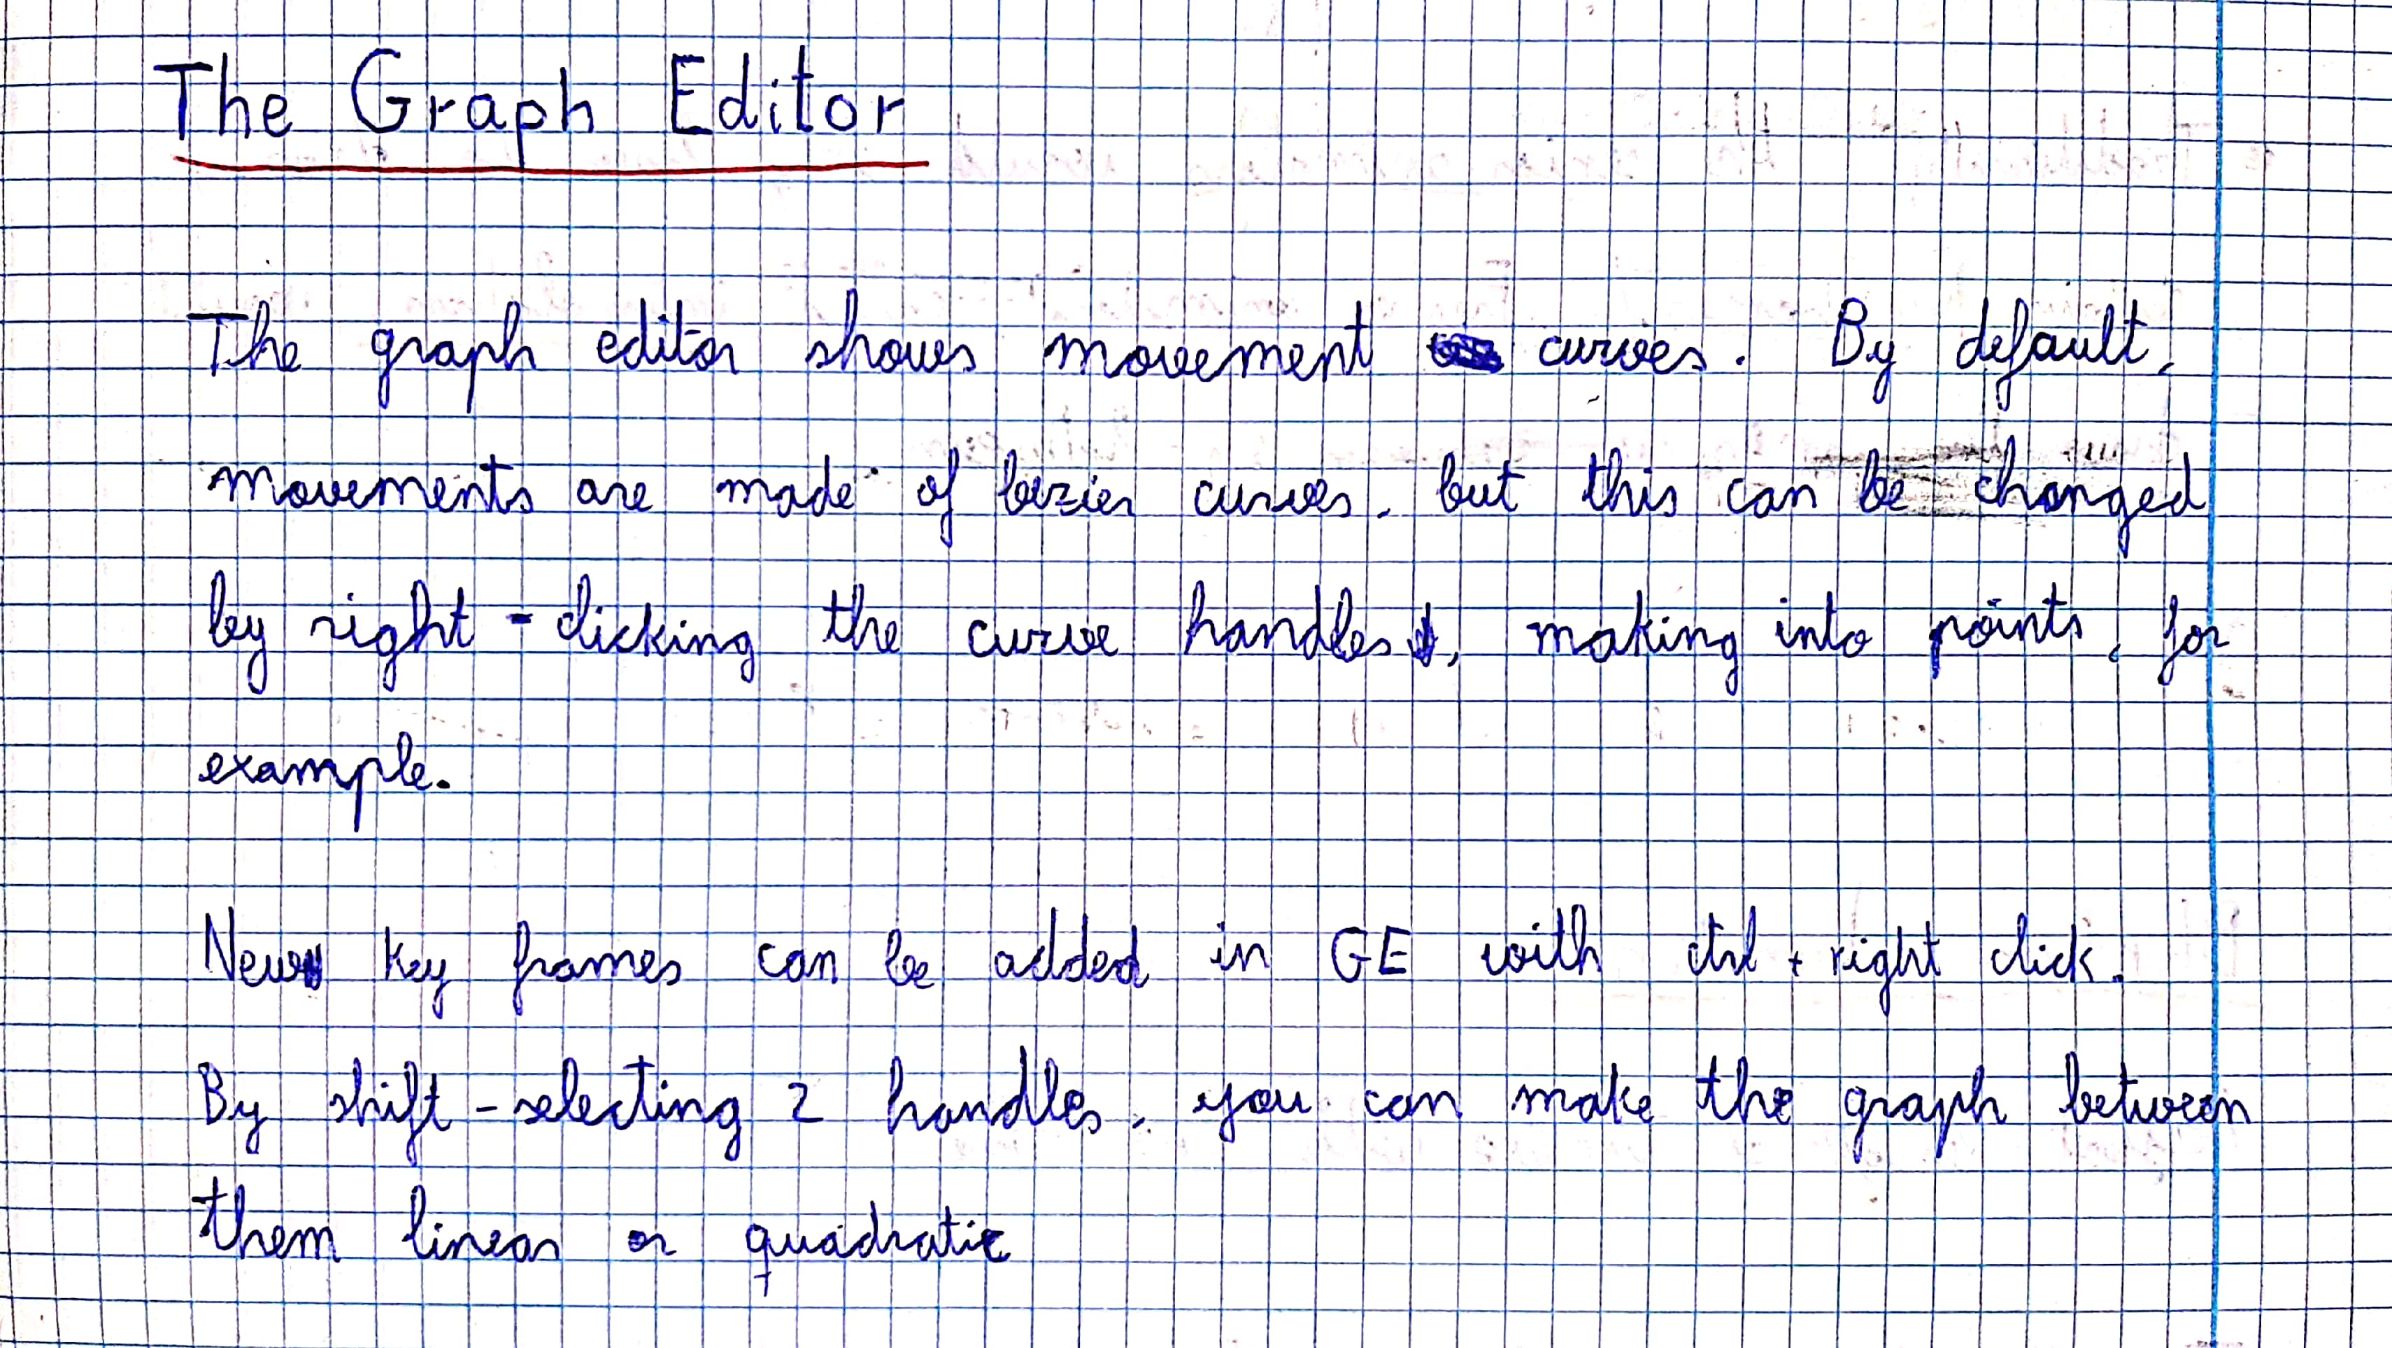 The Graph Editor
The graph editor shows movement curves. By default,
movements are made of bezier curves, but this can be changed
by right-clicking the curve handles, making into points, for
example.
New key frames can be added in GE with ctrl + right click.
By shift-selecting 2 handles, you can make the graph between
them linear or quadratic